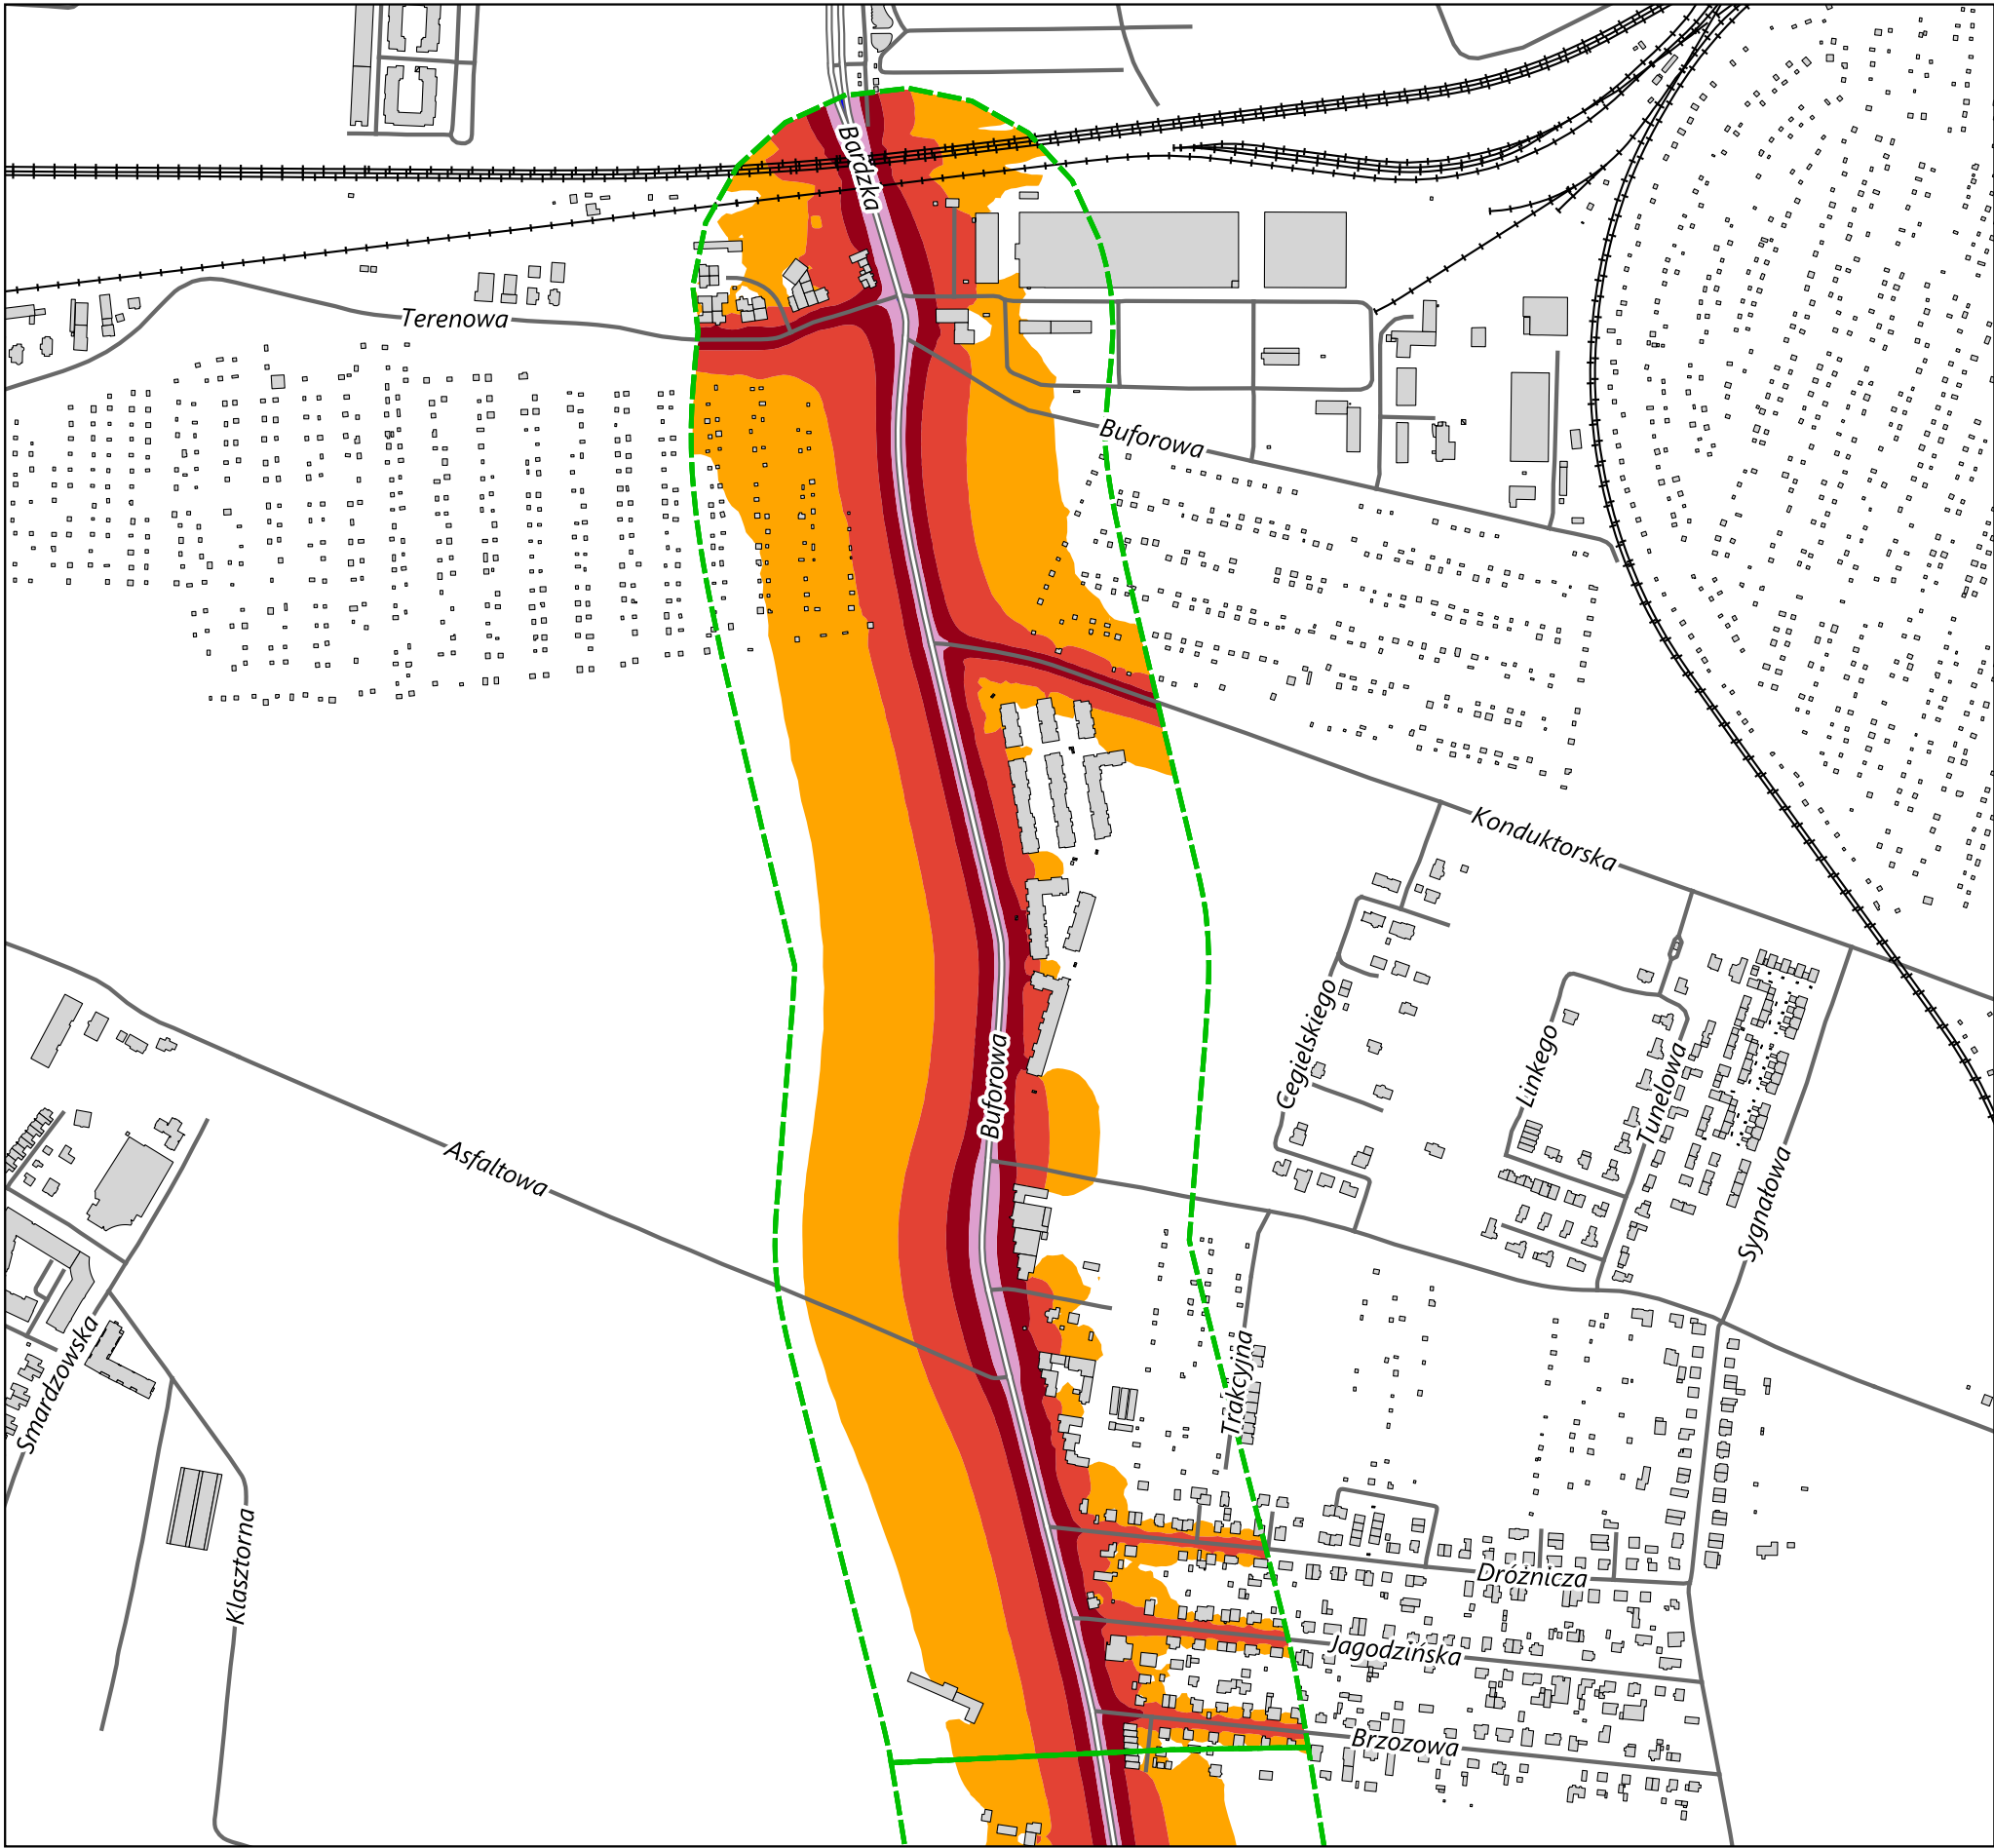 Bardzka
Terenowa
Buforowa
Konduktorska
Cegielskiego
Linkego
Tunelowa
Buforowa
Asfaltowa
Sygnałowa
Smardzowska
Trakcyjna
Klasztorna
Dróżnicza
Jagodzińska
Brzozowa